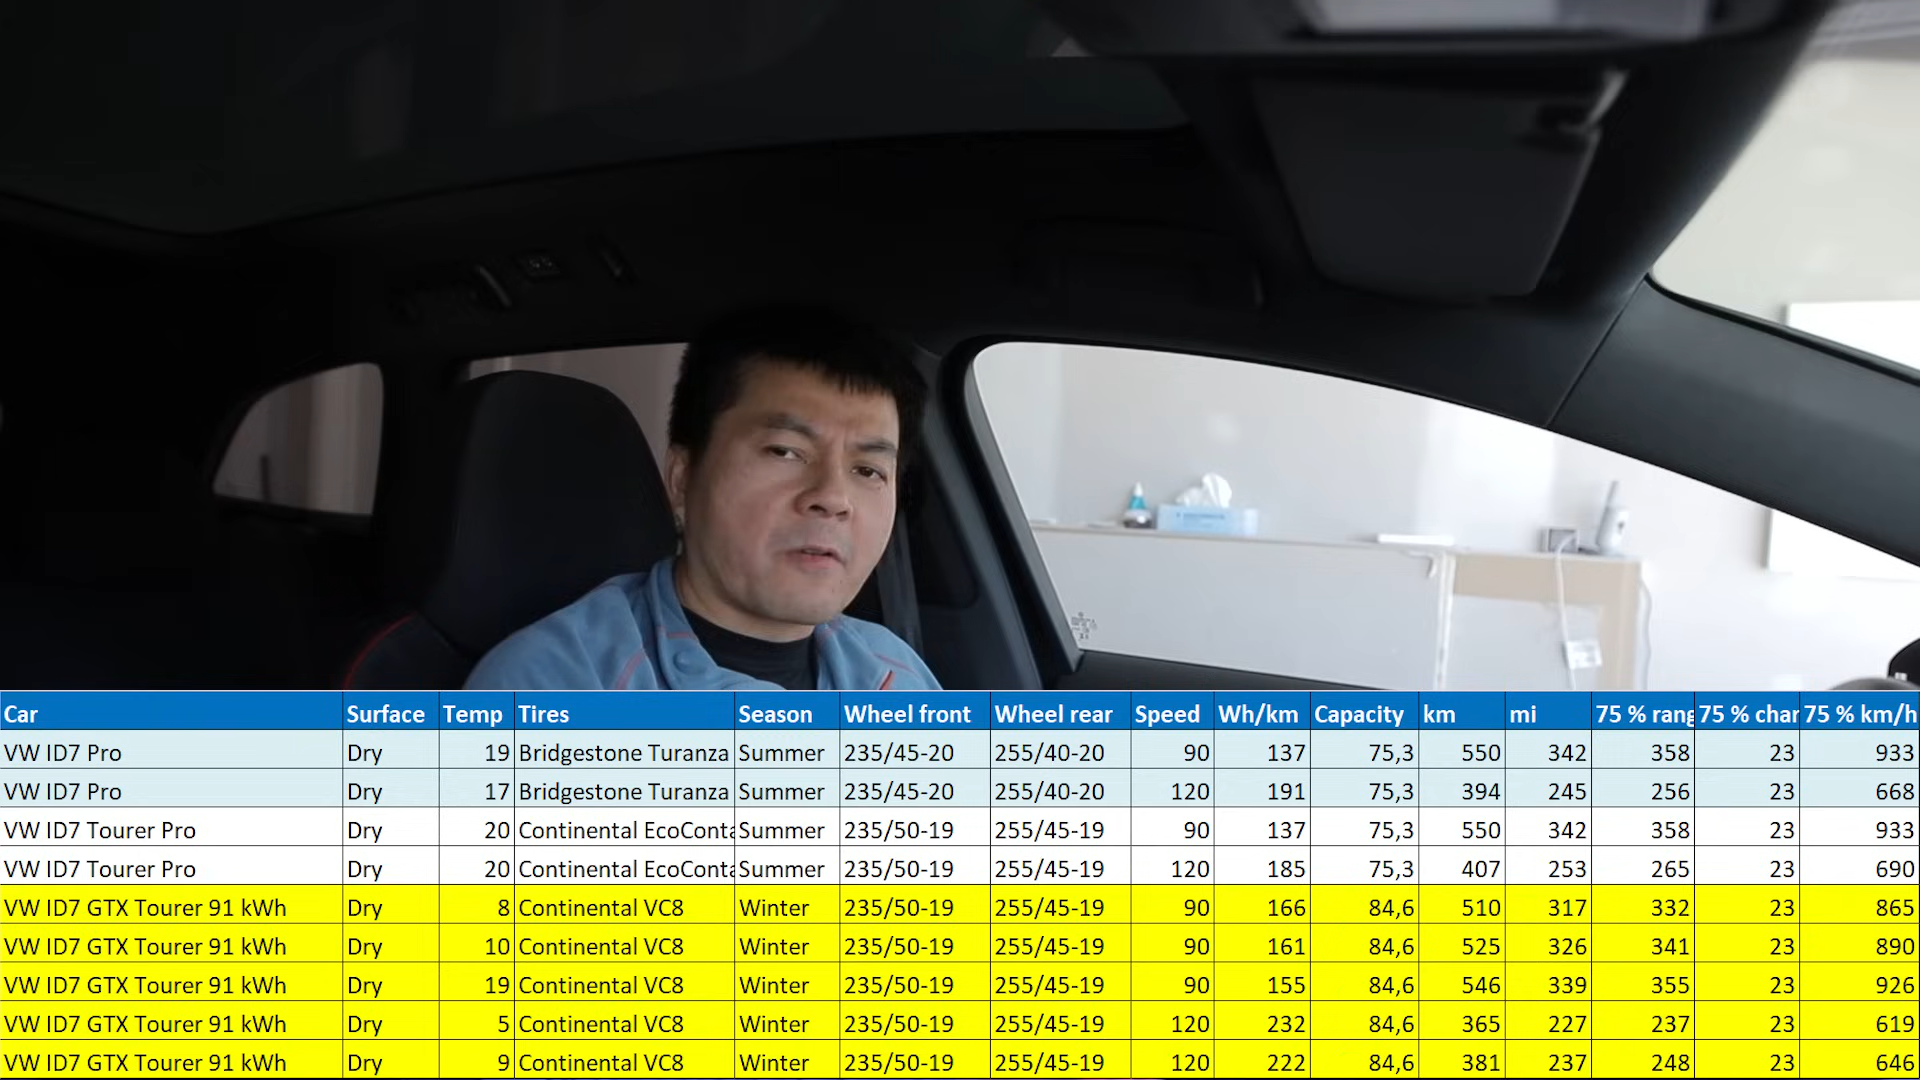 Car Surface Temp Tires Season Wheel front Wheel rear Speed Wh/km Capacity km mi 75 % rang 75 % char 75 % km/h
VW ID7 Pro Dry 19 Bridgestone Turanza Summer 235/45-20 255/40-20 90 137 75,3 550 342 358 23 933
VW ID7 Pro Dry 17 Bridgestone Turanza Summer 235/45-20 255/40-20 120 191 75,3 394 245 256 23 668
VW ID7 Tourer Pro Dry 20 Continental EcoConta Summer 235/50-19 255/45-19 90 137 75,3 550 342 358 23 933
VW ID7 Tourer Pro Dry 20 Continental EcoConta Summer 235/50-19 255/45-19 120 185 75,3 407 253 265 23 690
VW ID7 GTX Tourer 91 kWh Dry 8 Continental VC8 Winter 235/50-19 255/45-19 90 166 84,6 510 317 332 23 865
VW ID7 GTX Tourer 91 kWh Dry 10 Continental VC8 Winter 235/50-19 255/45-19 90 161 84,6 525 326 341 23 890
VW ID7 GTX Tourer 91 kWh Dry 19 Continental VC8 Winter 235/50-19 255/45-19 90 155 84,6 546 339 355 23 926
VW ID7 GTX Tourer 91 kWh Dry 5 Continental VC8 Winter 235/50-19 255/45-19 120 232 84,6 365 227 237 23 619
VW ID7 GTX Tourer 91 kWh Dry 9 Continental VC8 Winter 235/50-19 255/45-19 120 222 84,6 381 237 248 23 646